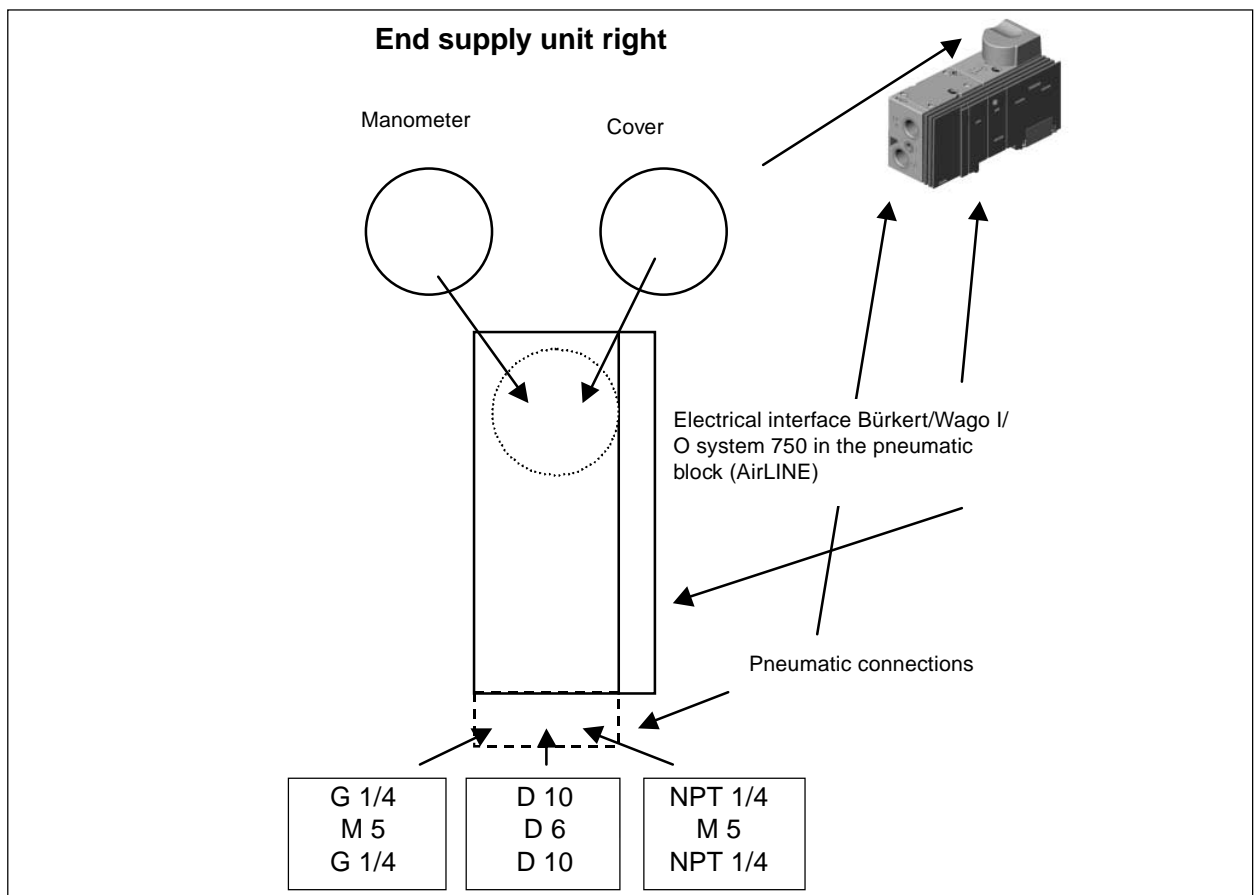 End supply unit right
Manometer
Cover
Electrical interface Bürkert/Wago I/
O system 750 in the pneumatic
block (AirLINE)
Pneumatic connections
G 1/4
M 5
G 1/4
D 10
D 6
D 10
NPT 1/4
M 5
NPT 1/4